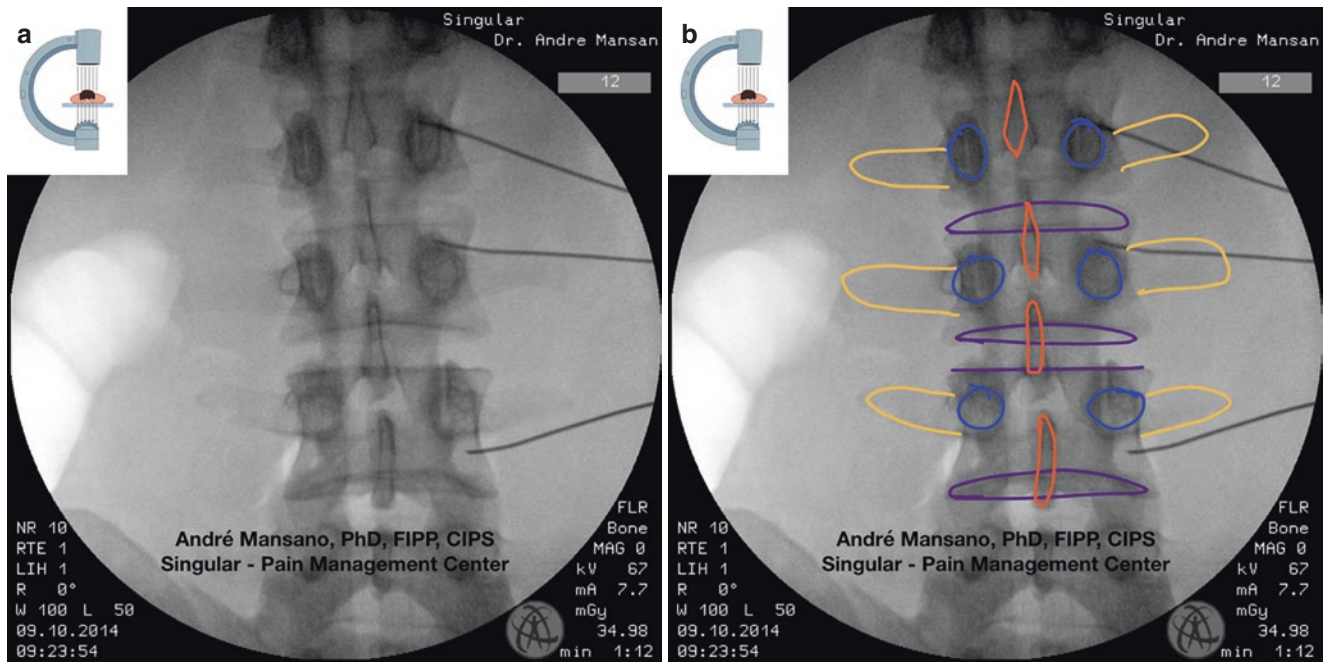 a
Singular
Dr. Andre Mansan
12
NR 10
RTE 1
LIH 1
R 0°
W 100 L 50
09.10.2014
09:23:54
André Mansano, PhD, FIPP, CIPS
Singular - Pain Management Center
FLR
Bone
MAG 0
kV 67
mA 7.7
mGy
34.98
min 1:12
b
Singular
Dr. Andre Mansan
12
NR 10
RTE 1
LIH 1
R 0°
W 100 L 50
09.10.2014
09:23:54
André Mansano, PhD, FIPP, CIPS
Singular - Pain Management Center
FLR
Bone
MAG 0
kV 67
mA 7.7
mGy
34.98
min 1:12